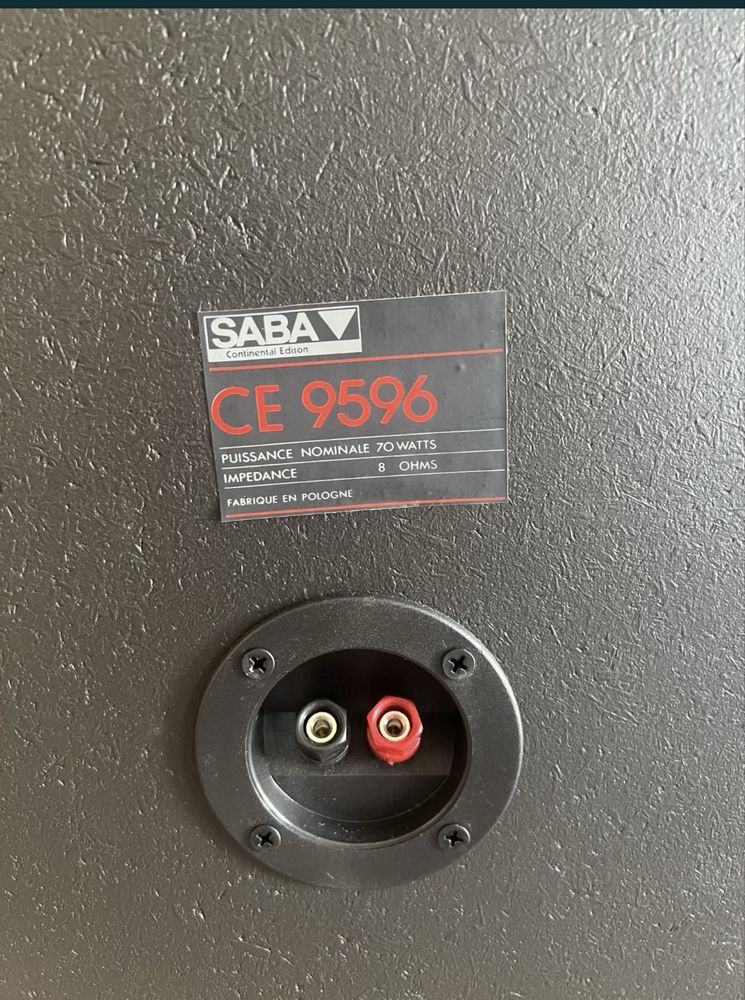 SABA
Continental Edison
CE 9596
PUISSANCE NOMINALE 70 WATTS
IMPEDANCE 8 OHMS
FABRIQUE EN POLOGNE